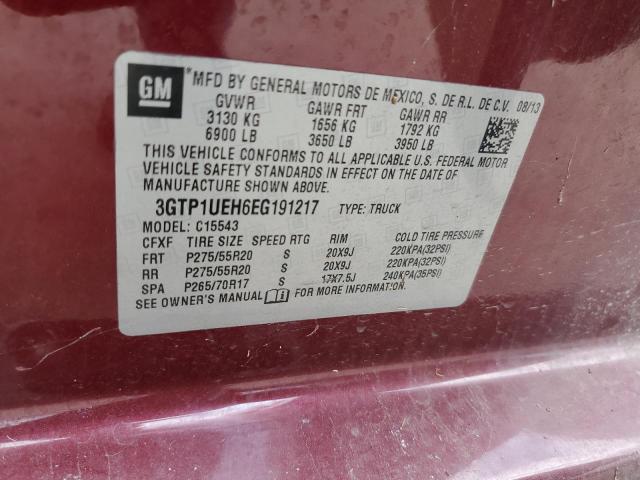 GM
*MFD BY GENERAL MOTORS DE MEXICO, S. DE R.L. DE C.V. 08/13
GVWR GAWR FRT GAWR RR
3130 KG 1656 KG 1792 KG
6900 LB 3650 LB 3950 LB
THIS VEHICLE CONFORMS TO ALL APPLICABLE U.S. FEDERAL MOTOR
VEHICLE SAFETY STANDARDS IN EFFECT ON THE DATE OF
MANUFACTURE SHOWN ABOVE.
3GTP1UEH6EG191217 TYPE: TRUCK
MODEL: C15543
CFXF TIRE SIZE SPEED RTG RIM COLD TIRE PRESSURE
FRT P275/55R20 S 20X9J 220KPA(32PSI)
RR P275/55R20 S 20X9J 220KPA(32PSI)
SPA P265/70R17 S 17X7.5J 240KPA(35PSI)
SEE OWNER'S MANUAL FOR MORE INFORMATION.